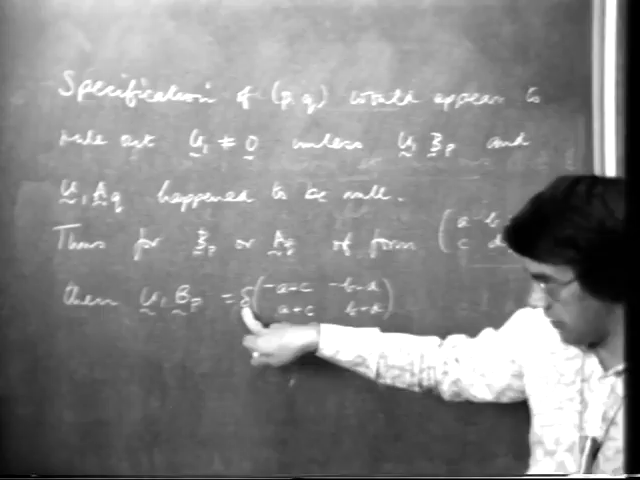 Specification of (p, q) would appear to
rule out U₁ ≠ 0 unless U₁ B_p and
U₁ A_q happened to be null.
Thus for B_p or A_q of form ( a b
c d
then U₁ B_p = δ ( -a-c -b-d
a+c b+d )